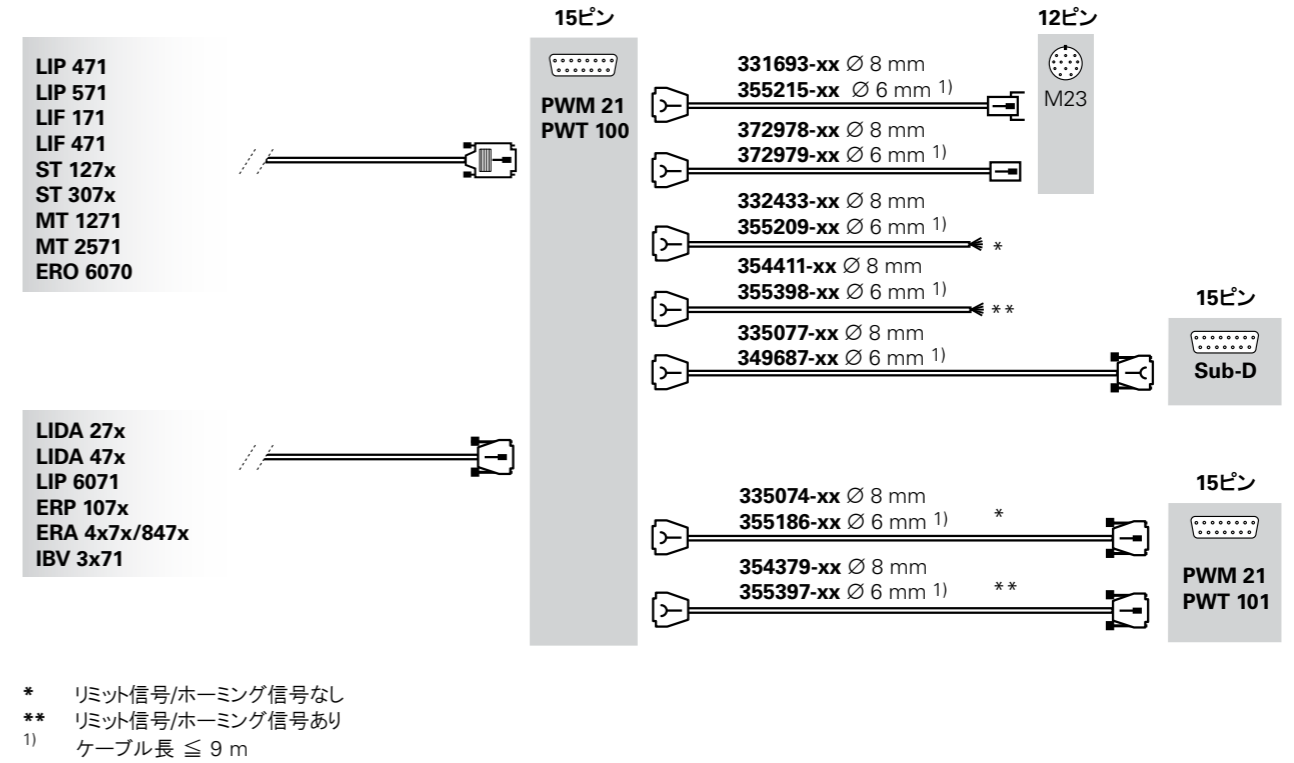 15ピン
12ピン
LIP 471
LIP 571
LIF 171
LIF 471
ST 127x
ST 307x
MT 1271
MT 2571
ERO 6070
PWM 21
PWT 100
331693-xx ∅ 8 mm
355215-xx ∅ 6 mm 1)
M23
372978-xx ∅ 8 mm
372979-xx ∅ 6 mm 1)
332433-xx ∅ 8 mm
355209-xx ∅ 6 mm 1)
*
354411-xx ∅ 8 mm
355398-xx ∅ 6 mm 1)
**
335077-xx ∅ 8 mm
349687-xx ∅ 6 mm 1)
15ピン
Sub-D
LIDA 27x
LIDA 47x
LIP 6071
ERP 107x
ERA 4x7x/847x
IBV 3x71
335074-xx ∅ 8 mm
355186-xx ∅ 6 mm 1) *
354379-xx ∅ 8 mm
355397-xx ∅ 6 mm 1) **
15ピン
PWM 21
PWT 101
* リミット信号/ホーミング信号なし
** リミット信号/ホーミング信号あり
1) ケーブル長 ≦ 9 m